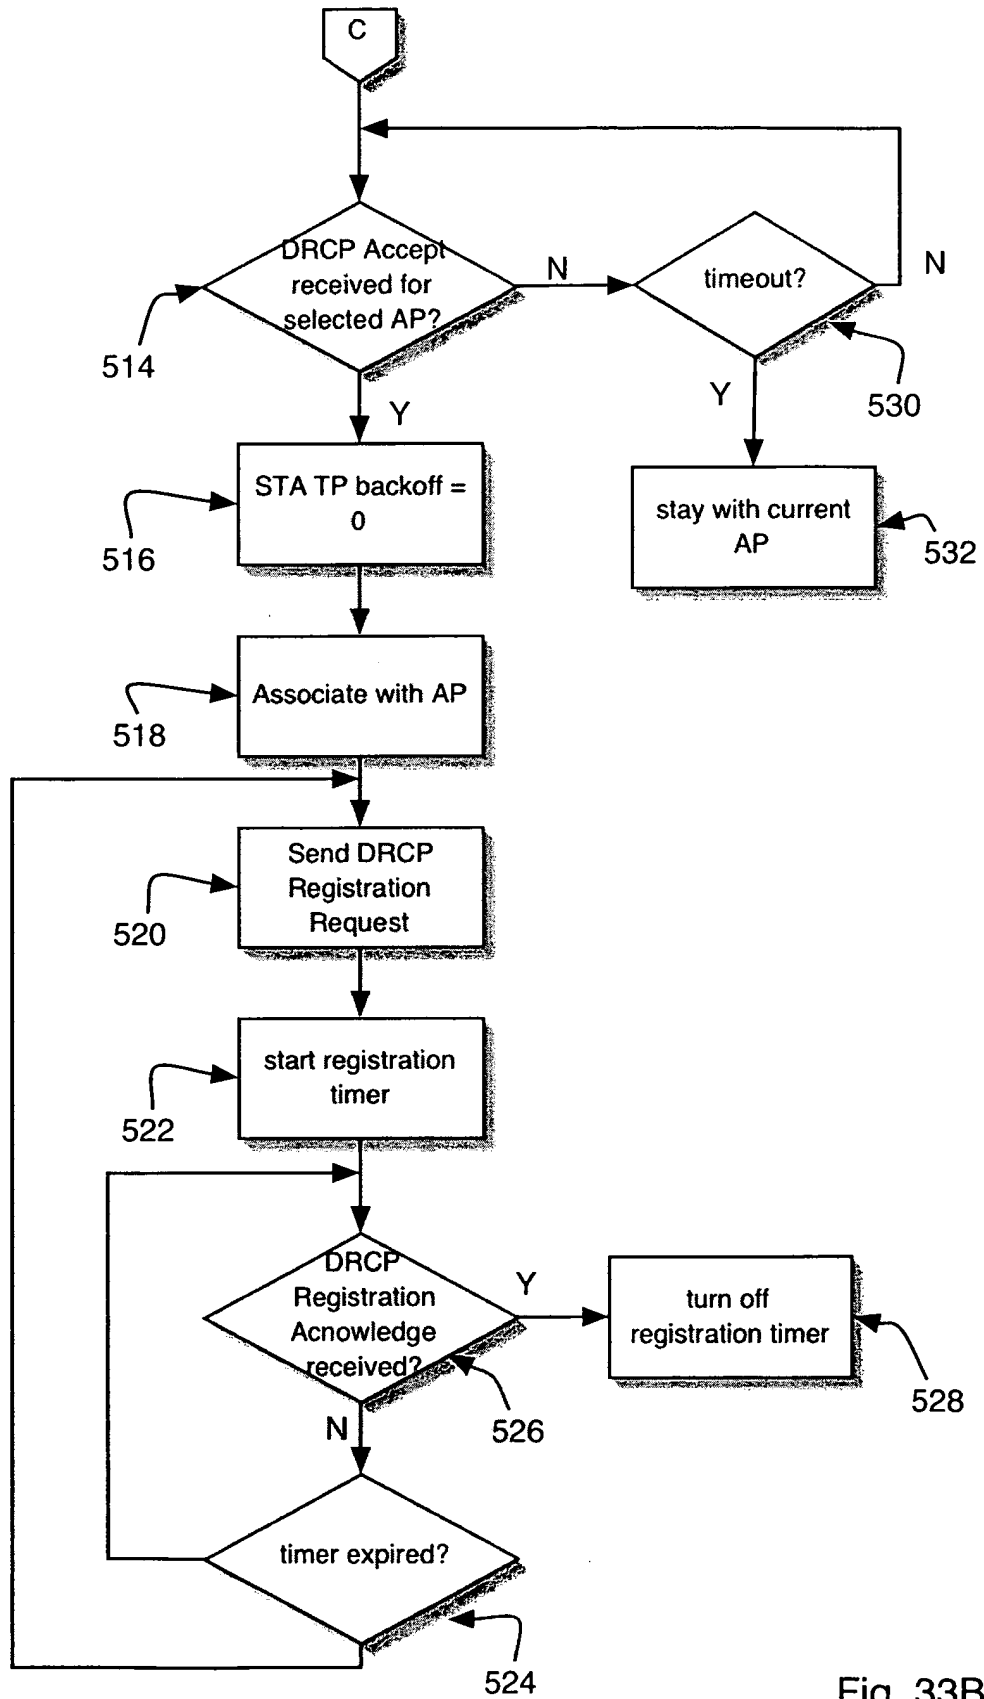 C
DRCP Accept
received for
selected AP?
N
timeout?
N
514
530
Y
Y
STA TP backoff =
0
516
stay with current
AP
532
Associate with AP
518
Send DRCP
Registration
Request
520
start registration
timer
522
DRCP
Registration
Acnowledge
received?
Y
turn off
registration timer
528
526
N
timer expired?
524
Fig. 33B